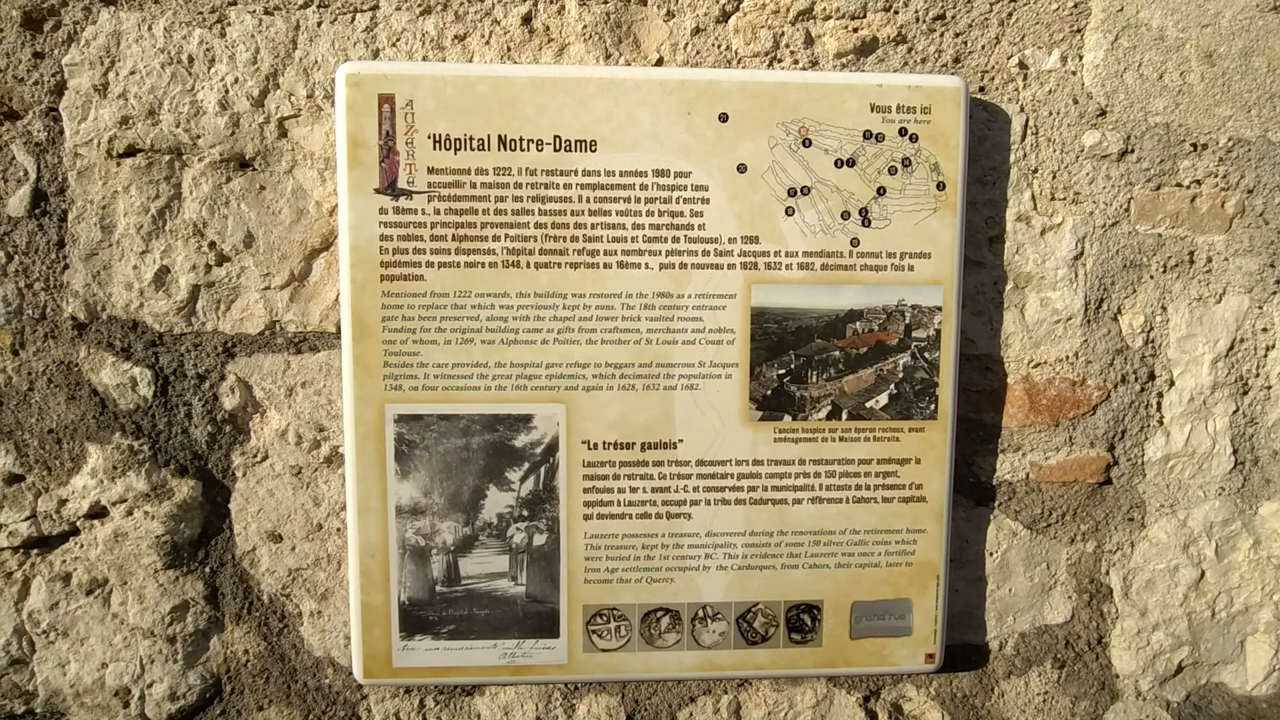 LAUZERTE
'Hôpital Notre-Dame
Vous êtes ici
You are here
Mentionné dès 1222, il fut restauré dans les années 1980 pour
accueillir la maison de retraite en remplacement de l'hospice tenu
précédemment par les religieuses. Il a conservé le portail d'entrée
du 18ème s., la chapelle et des salles basses aux belles voûtes de brique. Ses
ressources principales provenaient des dons des artisans, des marchands et
des nobles, dont Alphonse de Poitiers (frère de Saint Louis et Comte de Toulouse), en 1269.
En plus des soins dispensés, l'hôpital donnait refuge aux nombreux pèlerins de Saint Jacques et aux mendiants. Il connut les grandes
épidémies de peste noire en 1348, à quatre reprises au 16ème s., puis de nouveau en 1628, 1632 et 1682, décimant chaque fois la
population.
Mentioned from 1222 onwards, this building was restored in the 1980s as a retirement
home to replace that which was previously kept by nuns. The 18th century entrance
gate has been preserved, along with the chapel and lower brick vaulted rooms.
Funding for the original building came as gifts from craftsmen, merchants and nobles,
one of whom, in 1269, was Alphonse de Poitier, the brother of St Louis and Count of
Toulouse.
Besides the care provided, the hospital gave refuge to beggars and numerous St Jacques
pilgrims. It witnessed the great plague epidemics, which decimated the population in
1348, on four occasions in the 16th century and again in 1628, 1632 and 1682.
L'ancien hospice sur son éperon rocheux, avant
aménagement de la Maison de Retraite.
"Le trésor gaulois"
Lauzerte possède son trésor, découvert lors des travaux de restauration pour aménager la
maison de retraite. Ce trésor monétaire gaulois compte près de 150 pièces en argent,
enfouies au 1er s. avant J.-C. et conservées par la municipalité. Il atteste de la présence d'un
oppidum à Lauzerte, occupé par la tribu des Cadurques, par référence à Cahors, leur capitale,
qui deviendra celle du Quercy.
Lauzerte possesses a treasure, discovered during the renovations of the retirement home.
This treasure, kept by the municipality, consists of some 150 silver Gallic coins which
were buried in the 1st century BC. This is evidence that Lauzerte was once a fortified
Iron Age settlement occupied by the Cardurques, from Cahors, their capital, later to
become that of Quercy.
grand'rue